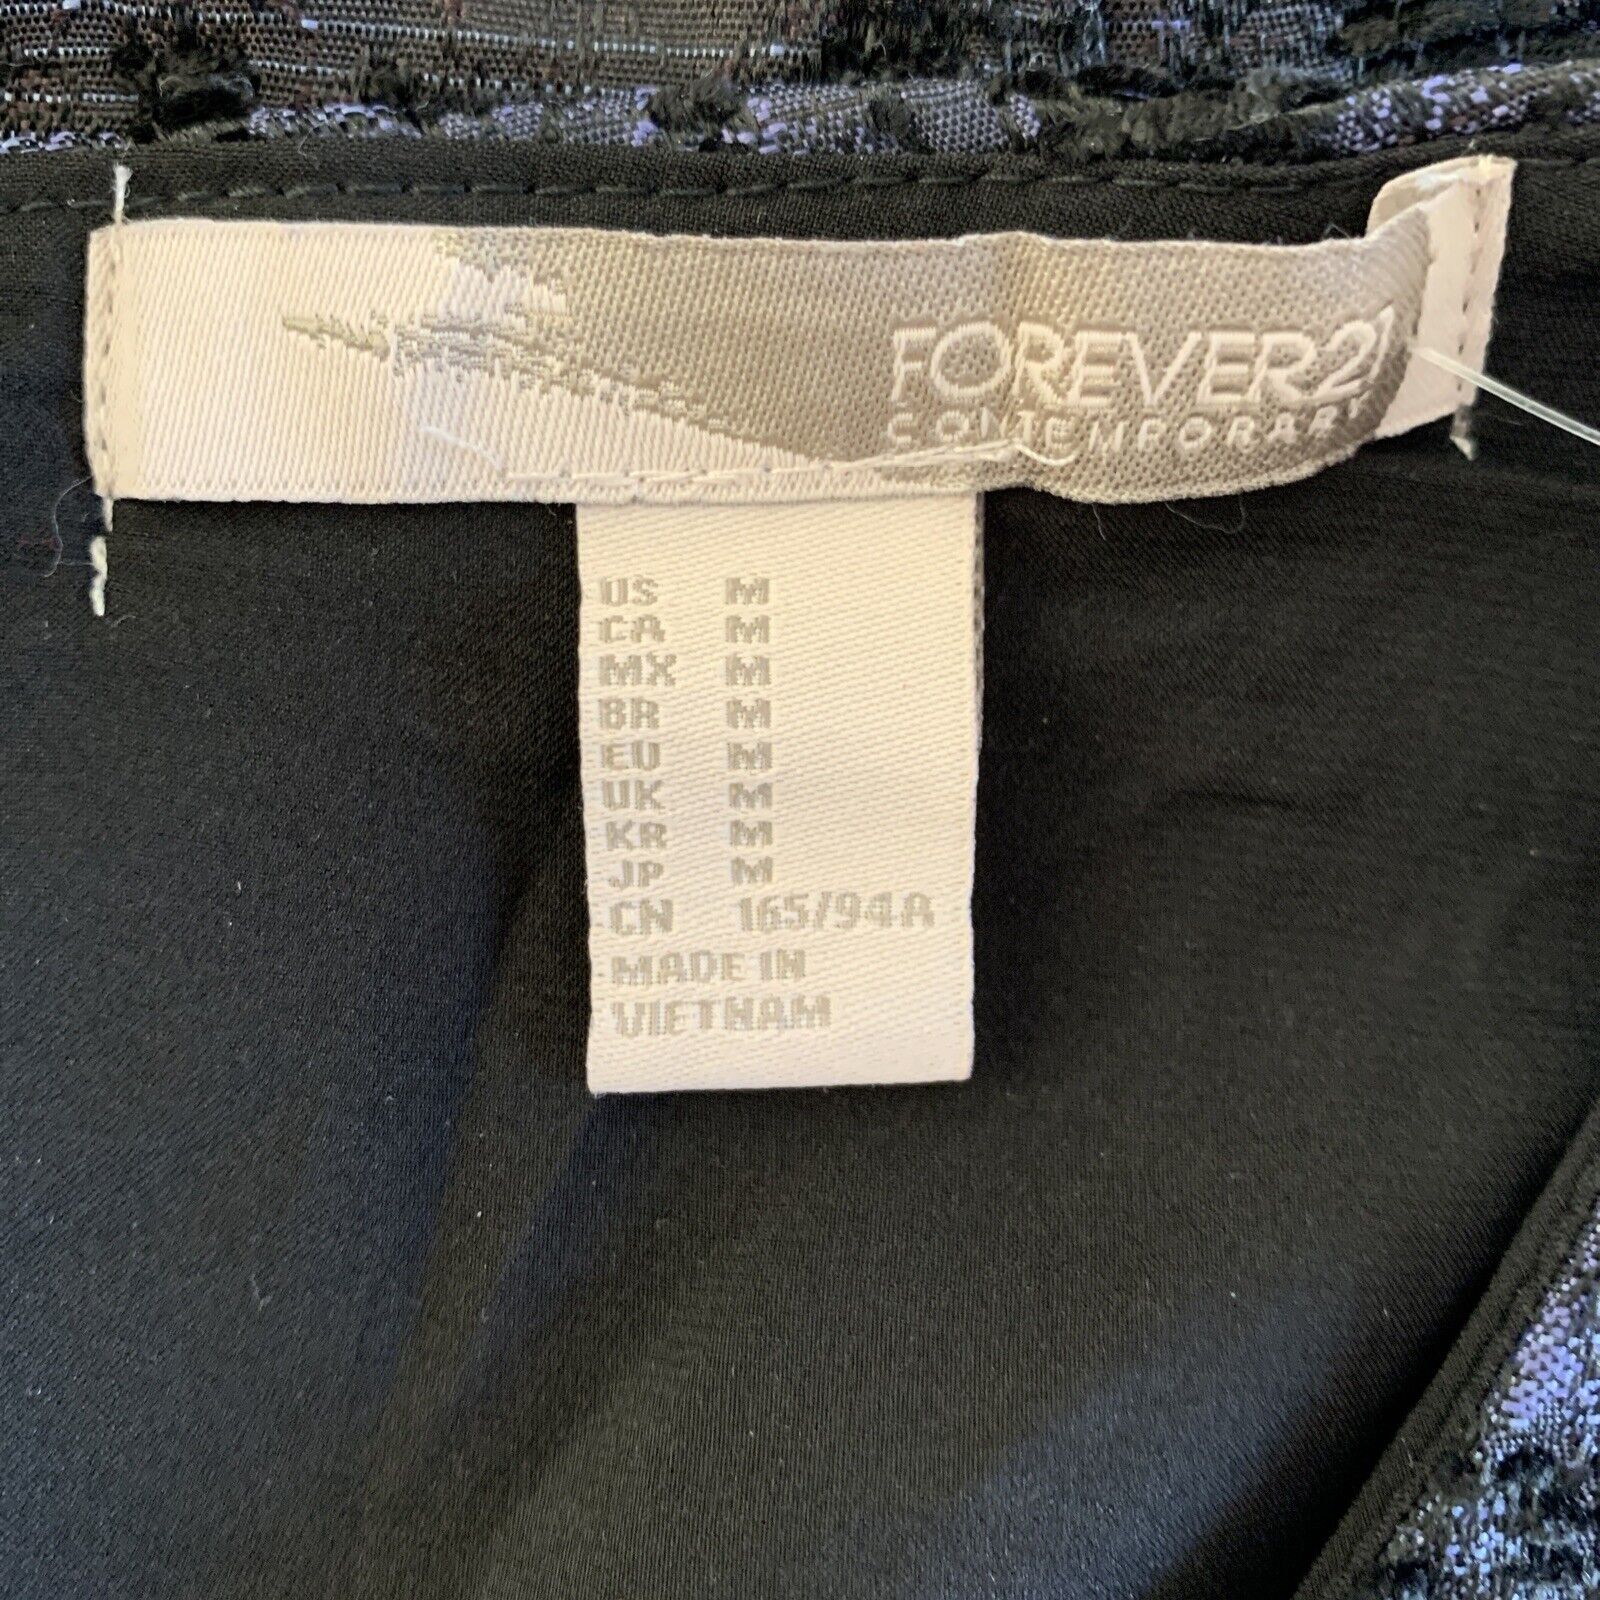 FOREVER21
CONTEMPORARY
US M
CA M
MX M
BR M
EU M
UK M
KR M
JP M
CN 165/94A
MADE IN
VIETNAM